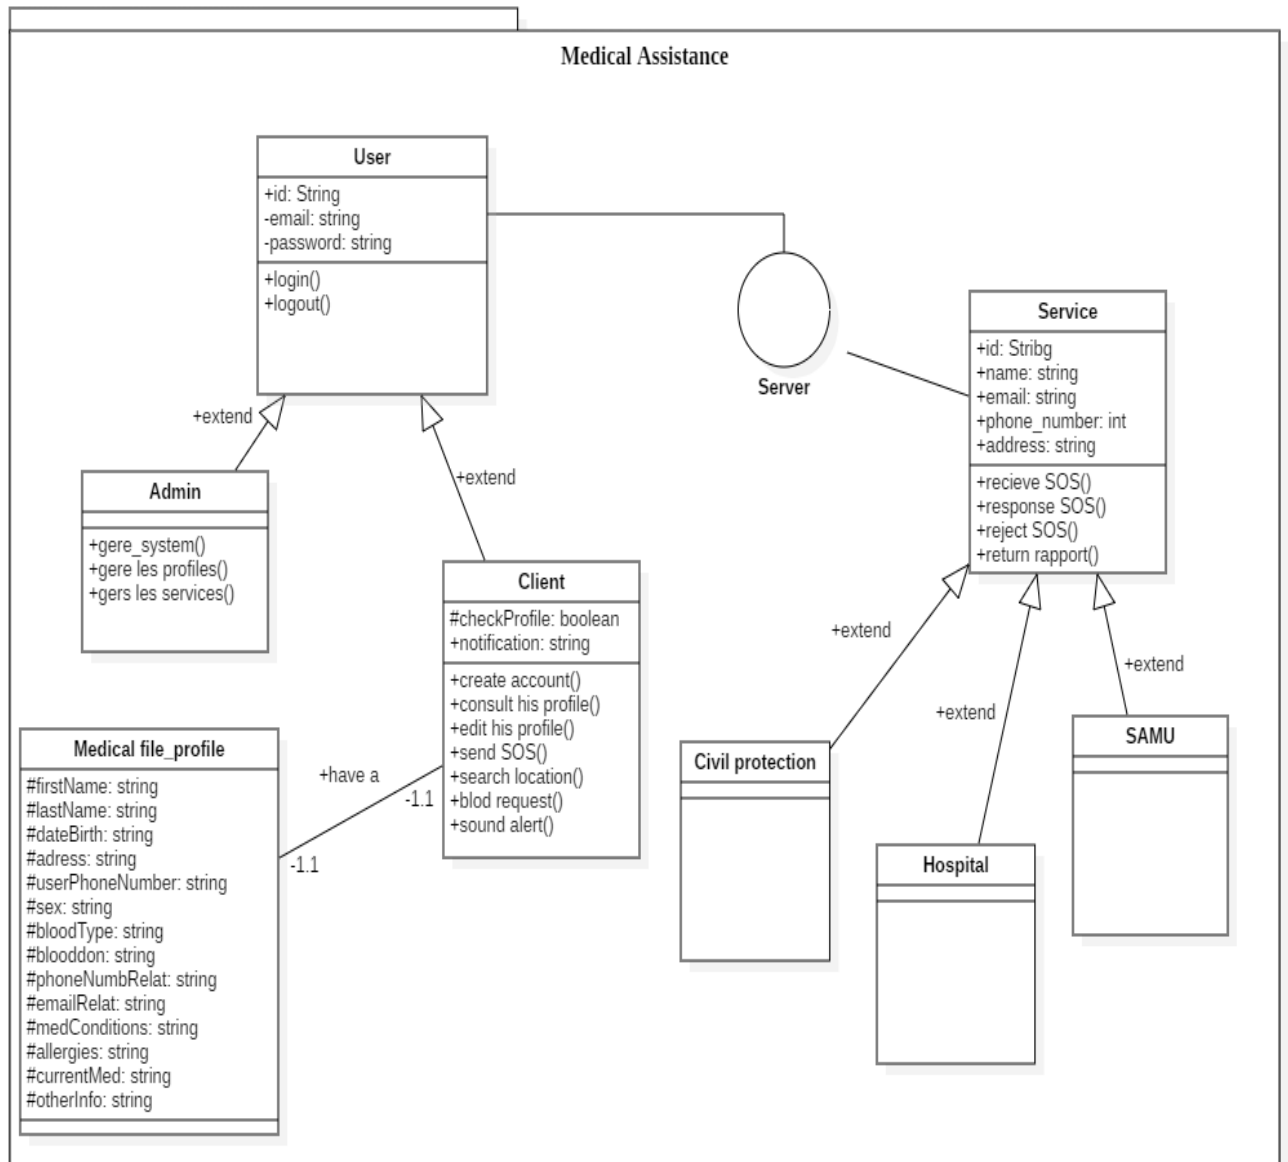 Medical Assistance
User
+id: String
-email: string
-password: string
+login()
+logout()
Server
Service
+id: Stribg
+name: string
+email: string
+phone_number: int
+address: string
+recieve SOS()
+response SOS()
+reject SOS()
+return rapport()
+extend
+extend
Admin
+gere_system()
+gere les profiles()
+gers les services()
Client
#checkProfile: boolean
+notification: string
+create account()
+consult his profile()
+edit his profile()
+send SOS()
+search location()
+blod request()
+sound alert()
+have a
-1.1
-1.1
Medical file_profile
#firstName: string
#lastName: string
#dateBirth: string
#adress: string
#userPhoneNumber: string
#sex: string
#bloodType: string
#blooddon: string
#phoneNumbRelat: string
#emailRelat: string
#medConditions: string
#allergies: string
#currentMed: string
#otherInfo: string
+extend
+extend
+extend
Civil protection
Hospital
SAMU